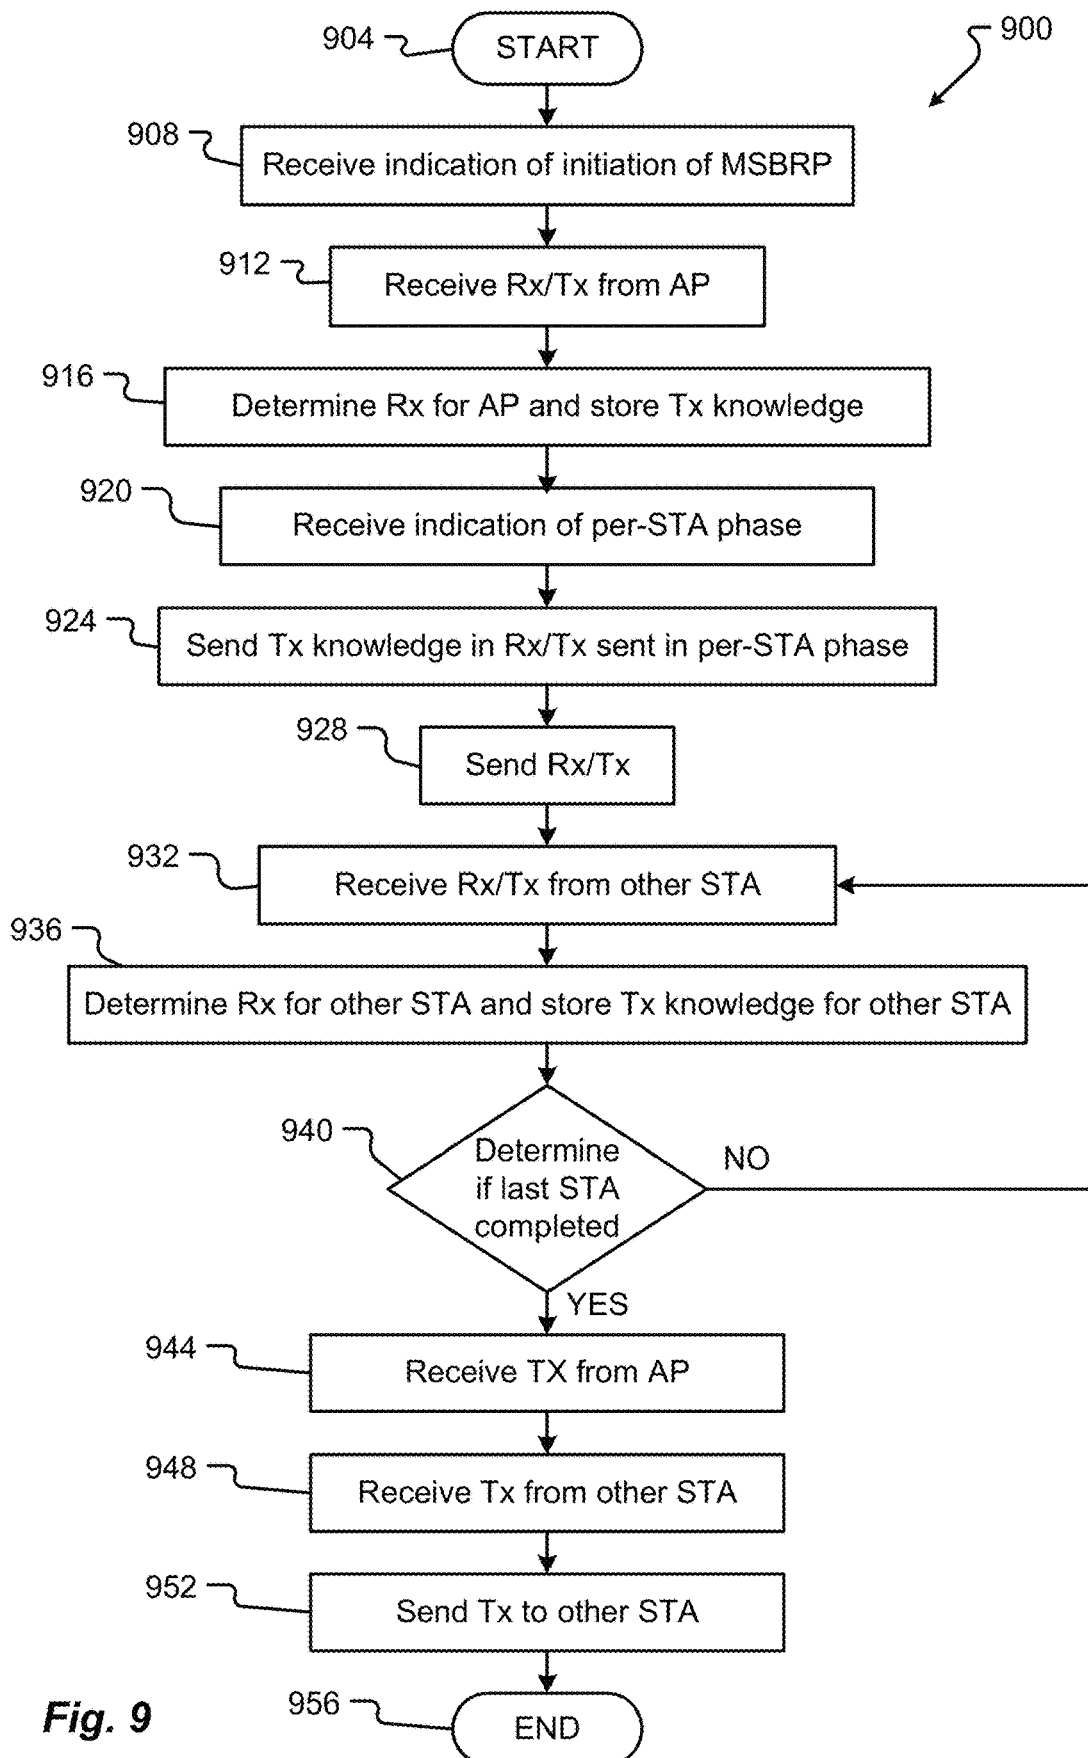 904
START
900
908
Receive indication of initiation of MSBRP
912
Receive Rx/Tx from AP
916
Determine Rx for AP and store Tx knowledge
920
Receive indication of per-STA phase
924
Send Tx knowledge in Rx/Tx sent in per-STA phase
928
Send Rx/Tx
932
Receive Rx/Tx from other STA
936
Determine Rx for other STA and store Tx knowledge for other STA
940
Determine
if last STA
completed
NO
YES
944
Receive TX from AP
948
Receive Tx from other STA
952
Send Tx to other STA
956
END
Fig. 9